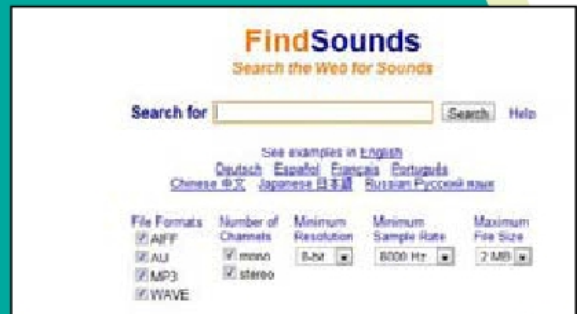 FindSounds
Search the Web for Sounds
Search for Search Help
See examples in English
Deutsch Español Français Português
Chinese 中文 Japanese 日本語 Russian Русский язык
File Formats Number of Channels Minimum Resolution Minimum Sample Rate Maximum File Size
AIFF mono 8-bit 8000 Hz 2 MB
AU stereo
MP3
WAVE